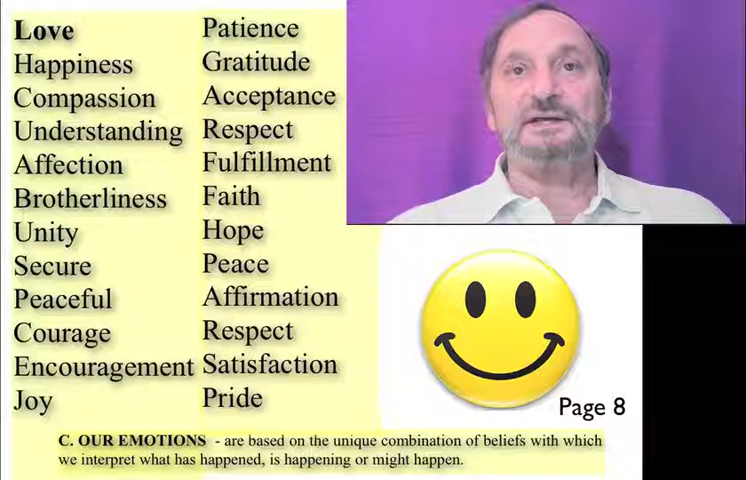 Love
Happiness
Compassion
Understanding
Affection
Brotherliness
Unity
Secure
Peaceful
Courage
Encouragement
Joy
Patience
Gratitude
Acceptance
Respect
Fulfillment
Faith
Hope
Peace
Affirmation
Respect
Satisfaction
Pride
Page 8
C. OUR EMOTIONS - are based on the unique combination of beliefs with which
we interpret what has happened, is happening or might happen.